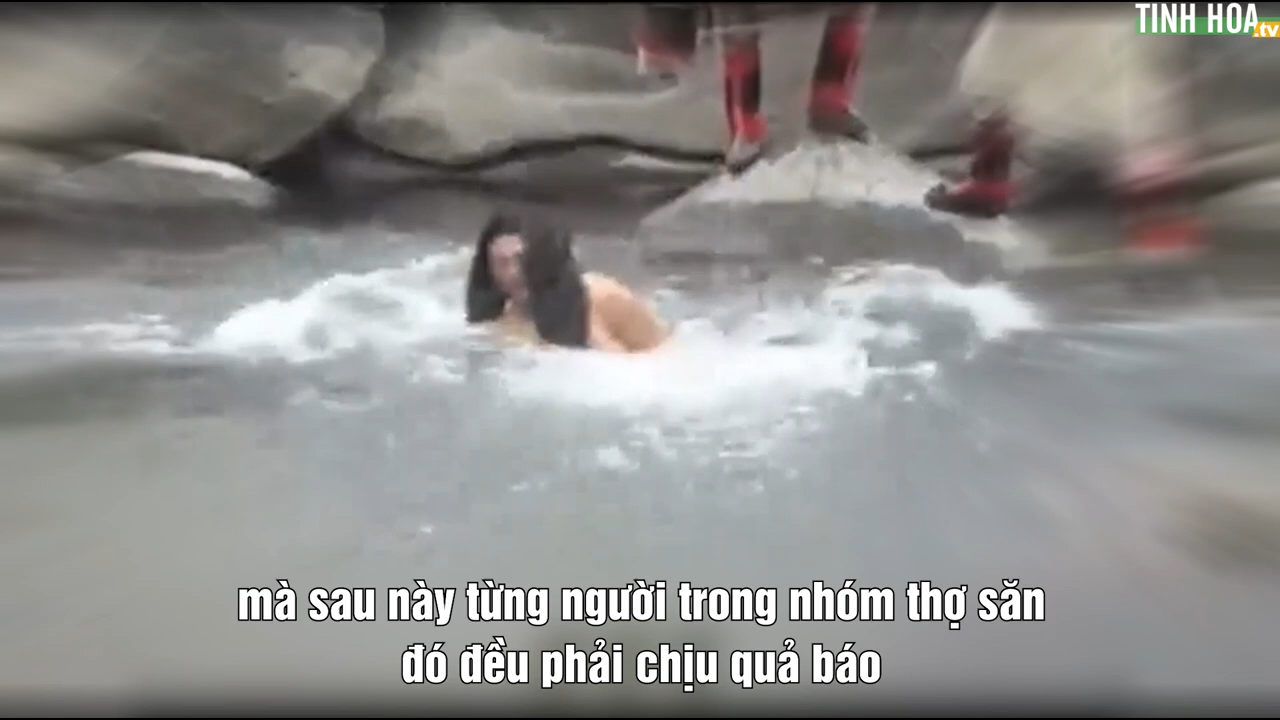 TINH HOA
.tv
mà sau này từng người trong nhóm thợ săn
đó đều phải chịu quả báo